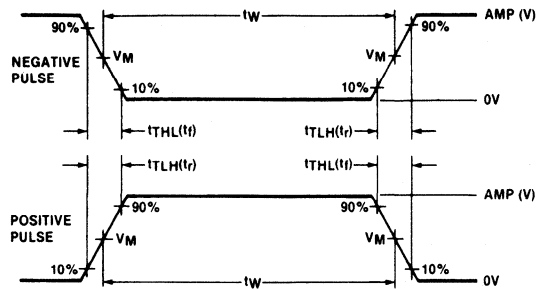 tW
AMP (V)
90%
90%
VM
VM
NEGATIVE
PULSE
10%
10%
0V
tTHL(tf)
tTLH(tr)
tTLH(tr)
tTHL(tf)
AMP (V)
90%
90%
POSITIVE
PULSE
VM
VM
10%
10%
tW
0V